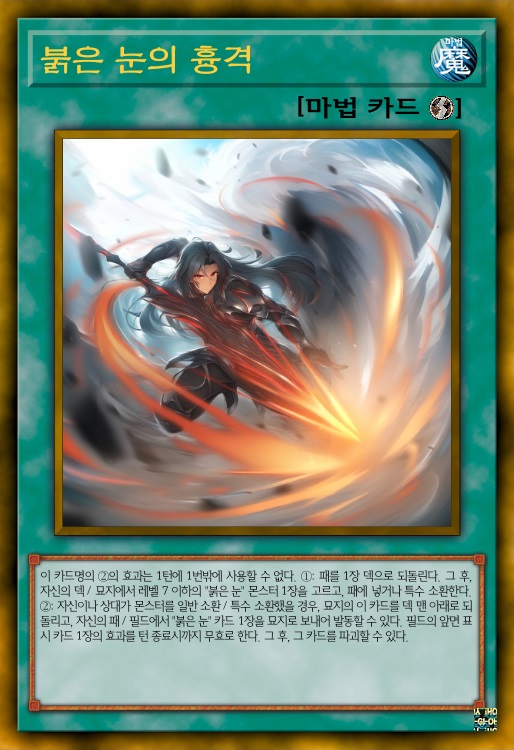 붉은 눈의 흉격
마법
魔
[마법 카드]
이 카드명의 ②의 효과는 1턴에 1번밖에 사용할 수 없다. ①: 패를 1장 덱으로 되돌린다. 그 후,
자신의 덱 / 묘지에서 레벨 7 이하의 "붉은 눈" 몬스터 1장을 고르고, 패에 넣거나 특수 소환한다.
②: 자신이나 상대가 몬스터를 일반 소환 / 특수 소환했을 경우, 묘지의 이 카드를 덱 맨 아래로 되
돌리고, 자신의 패 / 필드에서 "붉은 눈" 카드 1장을 묘지로 보내어 발동할 수 있다. 필드의 앞면 표
시 카드 1장의 효과를 턴 종료시까지 무효로 한다. 그 후, 그 카드를 파괴할 수 있다.